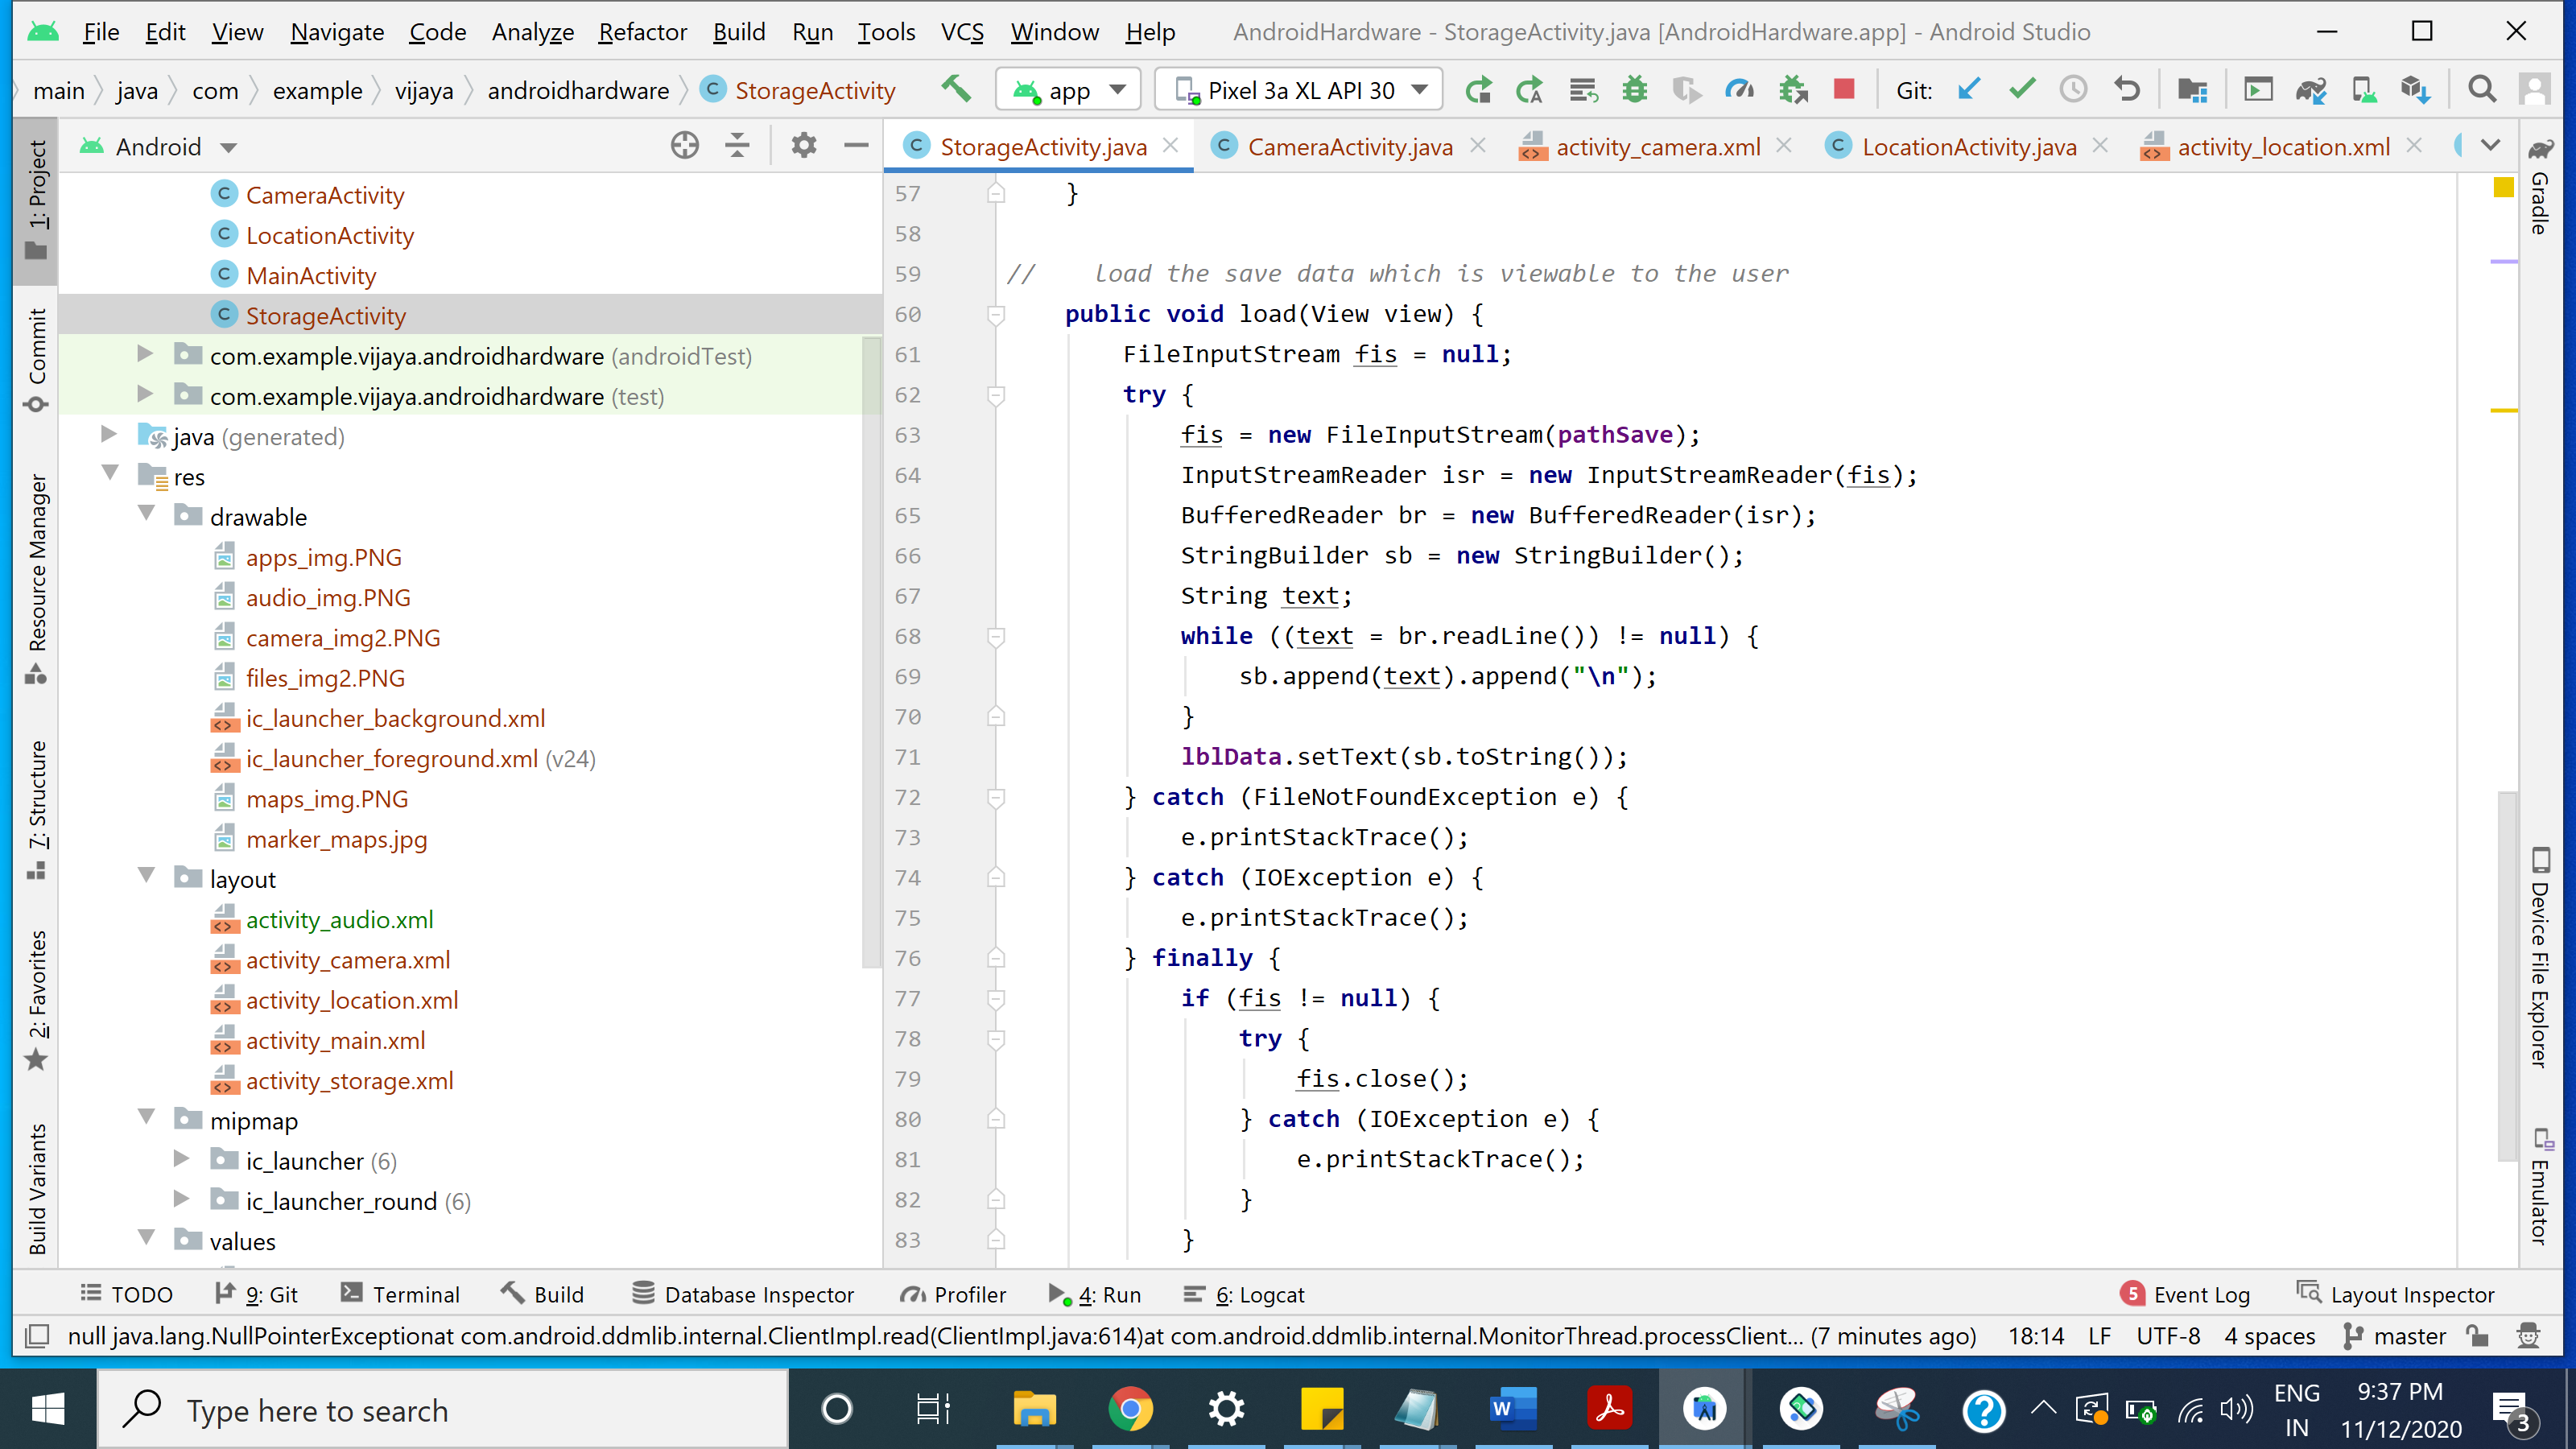 File Edit View Navigate Code Analyze Refactor Build Run Tools VCS Window Help AndroidHardware - StorageActivity.java [AndroidHardware.app] - Android Studio
main java com example vijaya androidhardware C StorageActivity app Pixel 3a XL API 30 Git:
1: Project
Commit
Resource Manager
7: Structure
2: Favorites
Build Variants
Android
C CameraActivity
C LocationActivity
C MainActivity
C StorageActivity
com.example.vijaya.androidhardware (androidTest)
com.example.vijaya.androidhardware (test)
java (generated)
res
drawable
apps_img.PNG
audio_img.PNG
camera_img2.PNG
files_img2.PNG
ic_launcher_background.xml
ic_launcher_foreground.xml (v24)
maps_img.PNG
marker_maps.jpg
layout
activity_audio.xml
activity_camera.xml
activity_location.xml
activity_main.xml
activity_storage.xml
mipmap
ic_launcher (6)
ic_launcher_round (6)
values
C StorageActivity.java C CameraActivity.java activity_camera.xml C LocationActivity.java activity_location.xml
57 }
58
59 // load the save data which is viewable to the user
60 public void load(View view) {
61 FileInputStream fis = null;
62 try {
63 fis = new FileInputStream(pathSave);
64 InputStreamReader isr = new InputStreamReader(fis);
65 BufferedReader br = new BufferedReader(isr);
66 StringBuilder sb = new StringBuilder();
67 String text;
68 while ((text = br.readLine()) != null) {
69 sb.append(text).append("\n");
70 }
71 lblData.setText(sb.toString());
72 } catch (FileNotFoundException e) {
73 e.printStackTrace();
74 } catch (IOException e) {
75 e.printStackTrace();
76 } finally {
77 if (fis != null) {
78 try {
79 fis.close();
80 } catch (IOException e) {
81 e.printStackTrace();
82 }
83 }
Gradle
Device File Explorer
Emulator
TODO 9: Git Terminal Build Database Inspector Profiler 4: Run 6: Logcat 5 Event Log Layout Inspector
null java.lang.NullPointerExceptionat com.android.ddmlib.internal.ClientImpl.read(ClientImpl.java:614)at com.android.ddmlib.internal.MonitorThread.processClient... (7 minutes ago) 18:14 LF UTF-8 4 spaces master
Type here to search
ENG
IN
9:37 PM
11/12/2020
3